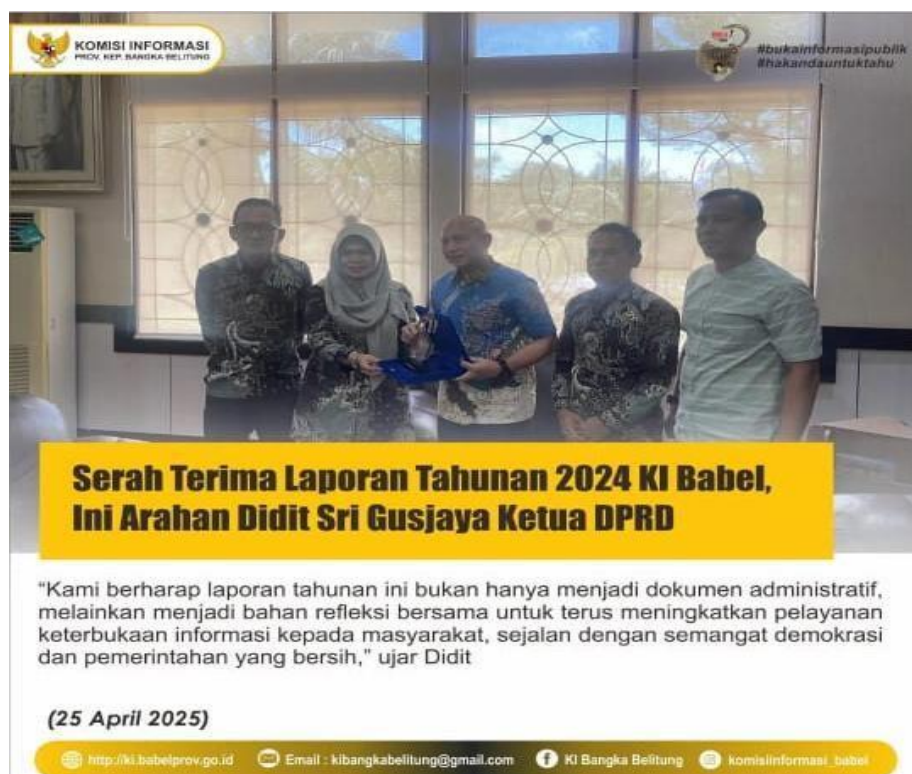 KOMISI INFORMASI
PROV. KEP. BANGKA BELITUNG
#bukainformasipublik
#hakandauntuktahu
Serah Terima Laporan Tahunan 2024 KI Babel,
Ini Arahan Didit Sri Gusjaya Ketua DPRD
“Kami berharap laporan tahunan ini bukan hanya menjadi dokumen administratif,
melainkan menjadi bahan refleksi bersama untuk terus meningkatkan pelayanan
keterbukaan informasi kepada masyarakat, sejalan dengan semangat demokrasi
dan pemerintahan yang bersih,” ujar Didit
(25 April 2025)
http://ki.babelprov.go.id Email : kibangkabelitung@gmail.com KI Bangka Belitung komisiinformasi_babel